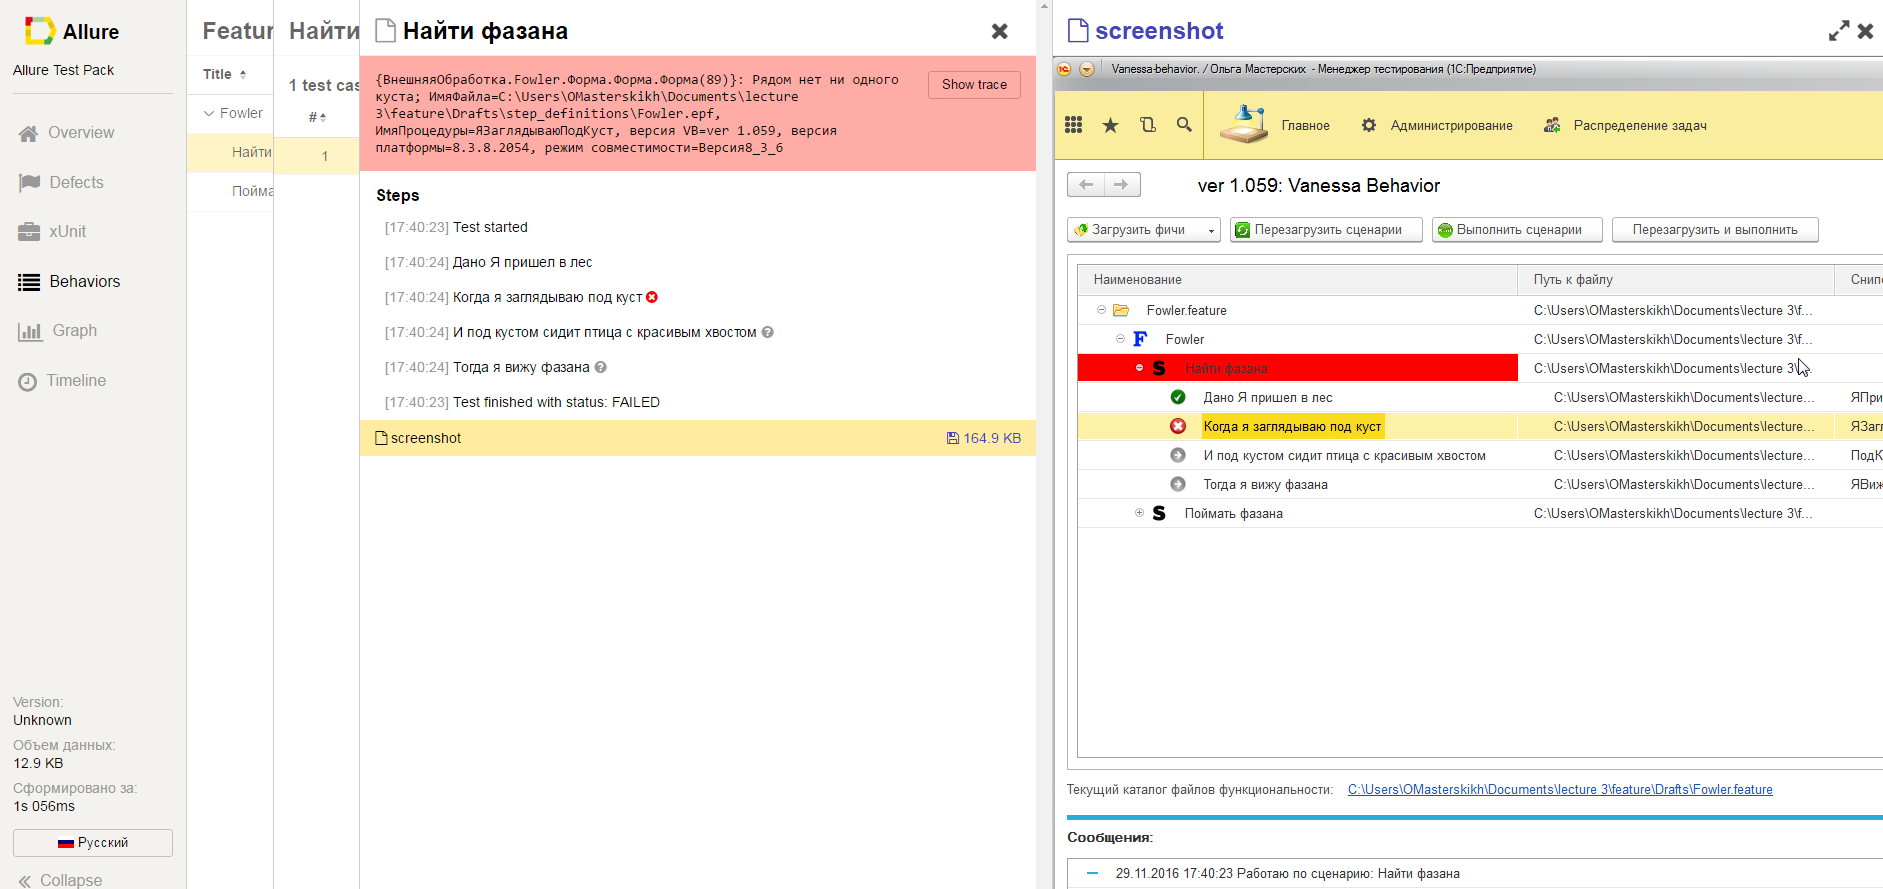 Allure
Allure Test Pack
Overview
Defects
xUnit
Behaviors
Graph
Timeline
Version:
Unknown
Объем данных:
12.9 KB
Сформировано за:
1s 056ms
Русский
Collapse
Featur
Title
Fowler
Найти
Пойма
Найти
1 test cas
#
1
Найти фазана
{ВнешняяОбработка.Fowler.Форма.Форма.Форма(89)}: Рядом нет ни одного
куста; ИмяФайла=C:\Users\OMasterskikh\Documents\lecture
3\feature\Drafts\step_definitions\Fowler.epf,
ИмяПроцедуры=ЯЗаглядываюПодКуст, версия VB=ver 1.059, версия
платформы=8.3.8.2054, режим совместимости=Версия8_3_6
Show trace
Steps
[17:40:23] Test started
[17:40:24] Дано Я пришел в лес
[17:40:24] Когда я заглядываю под куст
[17:40:24] И под кустом сидит птица с красивым хвостом
[17:40:24] Тогда я вижу фазана
[17:40:23] Test finished with status: FAILED
screenshot 164.9 KB
screenshot
Vanessa-behavior. / Ольга Мастерских - Менеджер тестирования (1С:Предприятие)
Главное Администрирование Распределение задач
ver 1.059: Vanessa Behavior
Загрузить фичи Перезагрузить сценарии Выполнить сценарии Перезагрузить и выполнить
Наименование Путь к файлу Снип
Fowler.feature C:\Users\OMasterskikh\Documents\lecture 3\f...
F Fowler C:\Users\OMasterskikh\Documents\lecture 3\f...
S Найти фазана C:\Users\OMasterskikh\Documents\lecture 3\
Дано Я пришел в лес C:\Users\OMasterskikh\Documents\lecture... ЯПри
Когда я заглядываю под куст C:\Users\OMasterskikh\Documents\lecture... ЯЗагл
И под кустом сидит птица с красивым хвостом C:\Users\OMasterskikh\Documents\lecture... ПодК
Тогда я вижу фазана C:\Users\OMasterskikh\Documents\lecture... ЯВиж
S Поймать фазана C:\Users\OMasterskikh\Documents\lecture 3\f...
Текущий каталог файлов функциональности: C:\Users\OMasterskikh\Documents\lecture 3\feature\Drafts\Fowler.feature
Сообщения:
29.11.2016 17:40:23 Работаю по сценарию: Найти фазана